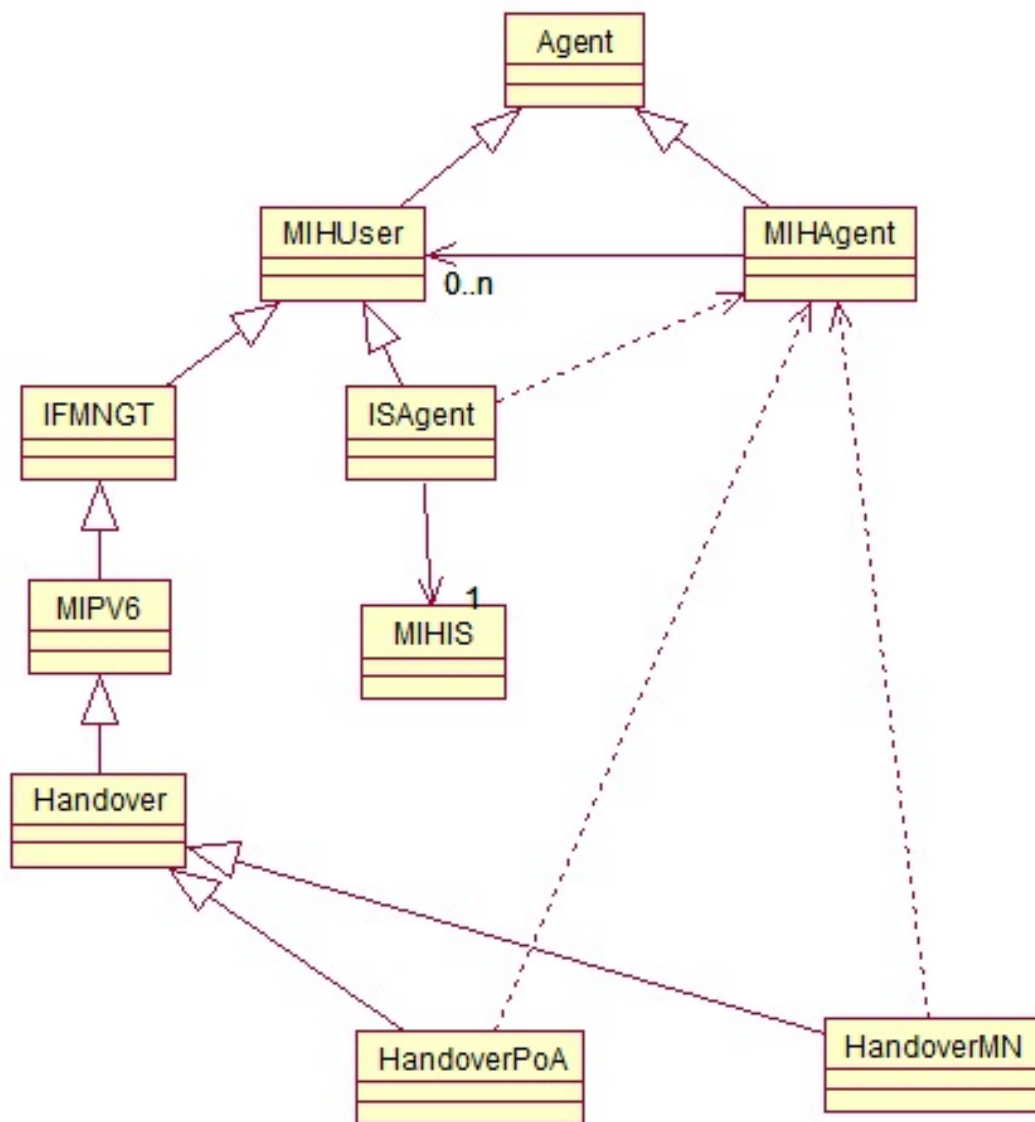 Agent
MIHUser
MIHAgent
0..n
IFMNGT
ISAgent
MIPV6
1
MIHIS
Handover
HandoverPoA
HandoverMN